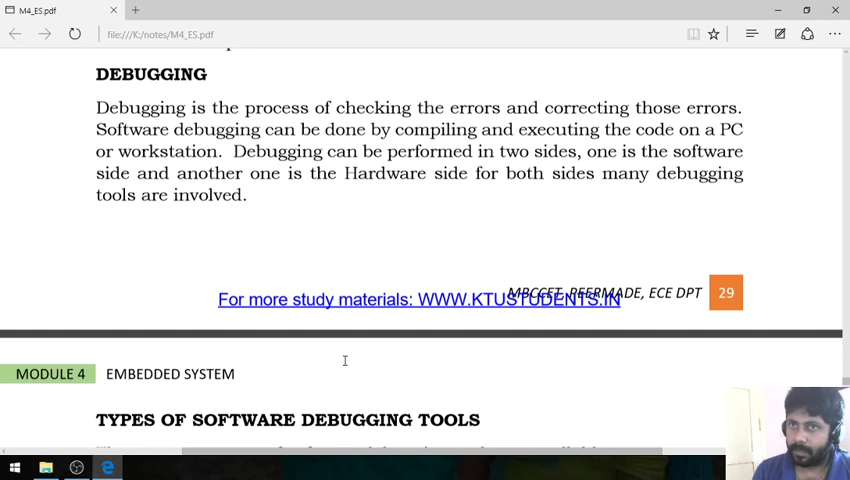 M4_ES.pdf
file:///K:/notes/M4_ES.pdf
DEBUGGING
Debugging is the process of checking the errors and correcting those errors.
Software debugging can be done by compiling and executing the code on a PC
or workstation. Debugging can be performed in two sides, one is the software
side and another one is the Hardware side for both sides many debugging
tools are involved.
MBCCET, PEERMADE, ECE DPT 29
For more study materials: WWW.KTUSTUDENTS.IN
MODULE 4 EMBEDDED SYSTEM
TYPES OF SOFTWARE DEBUGGING TOOLS